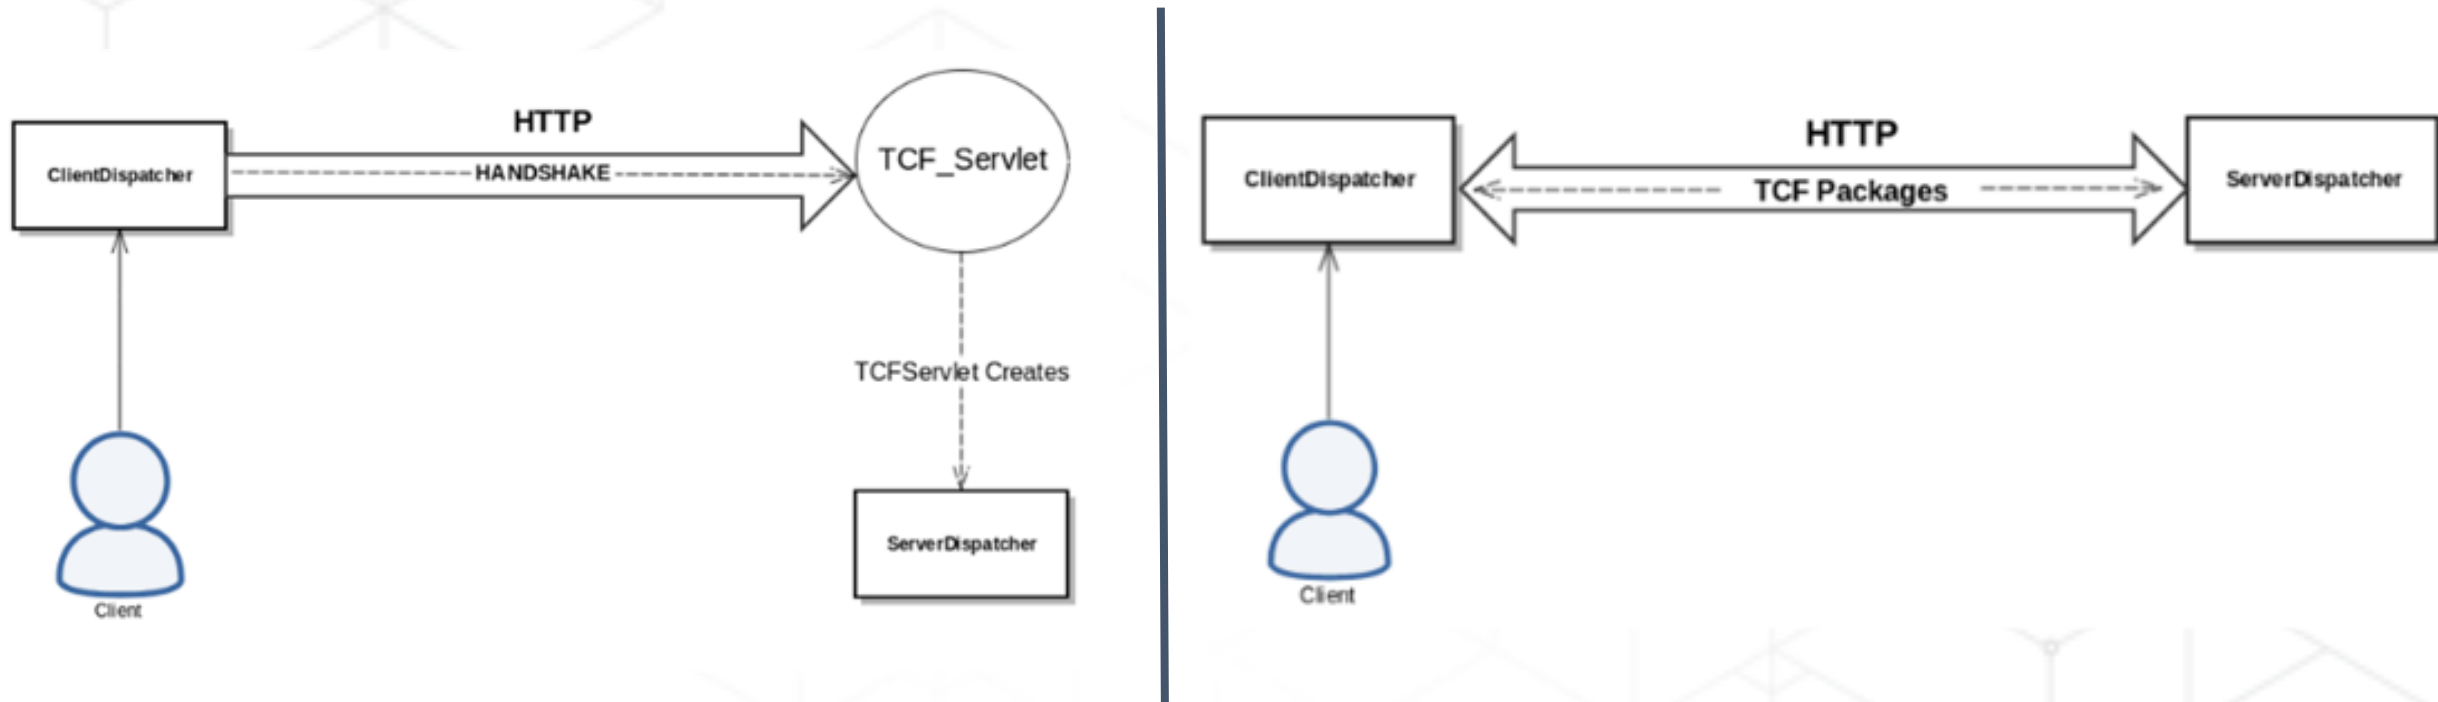 HTTP
ClientDispatcher
HANDSHAKE
TCF_Servlet
TCFServlet Creates
ServerDispatcher
Client
HTTP
ClientDispatcher
TCF Packages
ServerDispatcher
Client